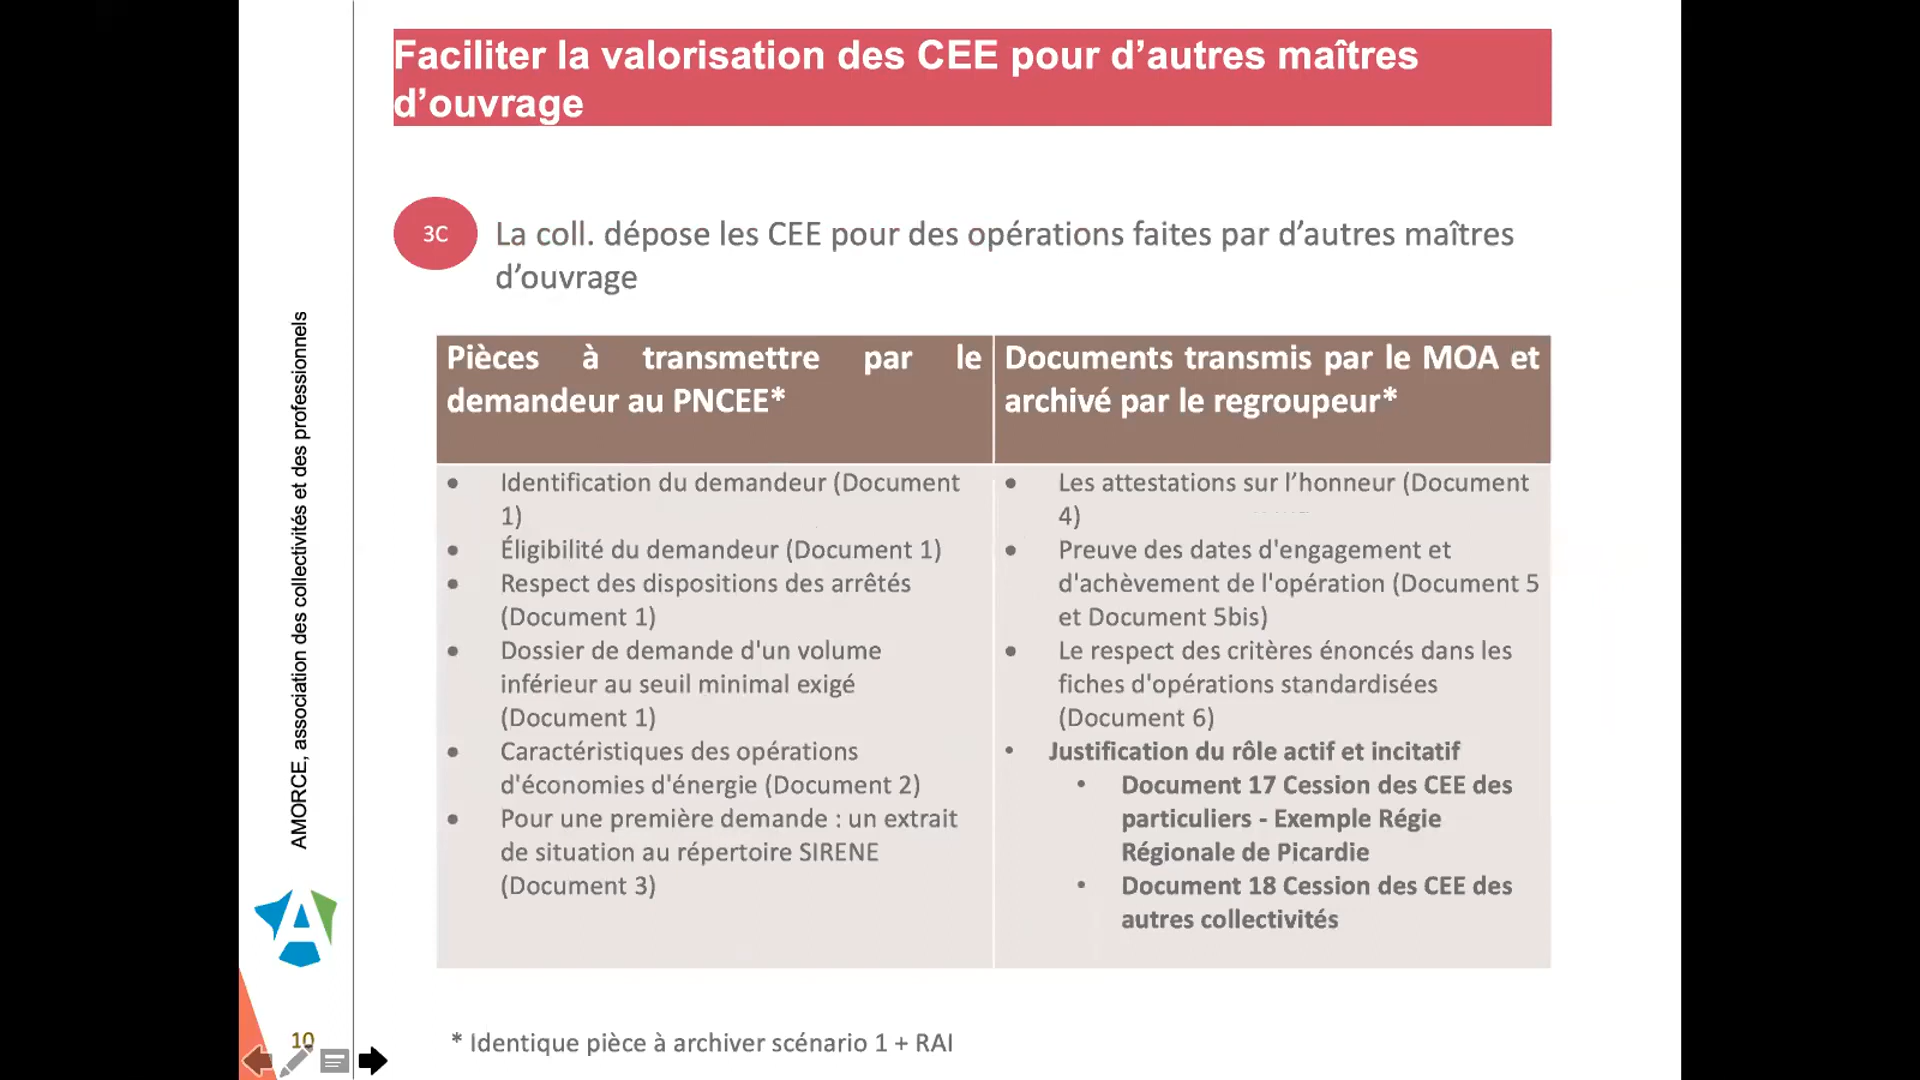 Faciliter la valorisation des CEE pour d’autres maîtres
d’ouvrage
3C
La coll. dépose les CEE pour des opérations faites par d’autres maîtres
d’ouvrage
Pièces à transmettre par le
demandeur au PNCEE*
Documents transmis par le MOA et
archivé par le regroupeur*
• Identification du demandeur (Document
1)
• Éligibilité du demandeur (Document 1)
• Respect des dispositions des arrêtés
(Document 1)
• Dossier de demande d'un volume
inférieur au seuil minimal exigé
(Document 1)
• Caractéristiques des opérations
d'économies d'énergie (Document 2)
• Pour une première demande : un extrait
de situation au répertoire SIRENE
(Document 3)
• Les attestations sur l’honneur (Document
4)
• Preuve des dates d'engagement et
d'achèvement de l'opération (Document 5
et Document 5bis)
• Le respect des critères énoncés dans les
fiches d'opérations standardisées
(Document 6)
• Justification du rôle actif et incitatif
• Document 17 Cession des CEE des
particuliers - Exemple Régie
Régionale de Picardie
• Document 18 Cession des CEE des
autres collectivités
* Identique pièce à archiver scénario 1 + RAI
AMORCE, association des collectivités et des professionnels
10